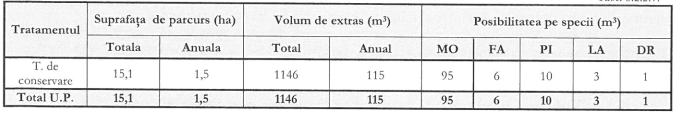 Tratamentul | Suprafaţa de parcurs (ha) | Volum de extras (m³) | Posibilitatea pe specii (m³)
Totala | Anuala | Total | Anual | MO | FA | PI | LA | DR
T. de conservare | 15,1 | 1,5 | 1146 | 115 | 95 | 6 | 10 | 3 | 1
Total U.P. | 15,1 | 1,5 | 1146 | 115 | 95 | 6 | 10 | 3 | 1